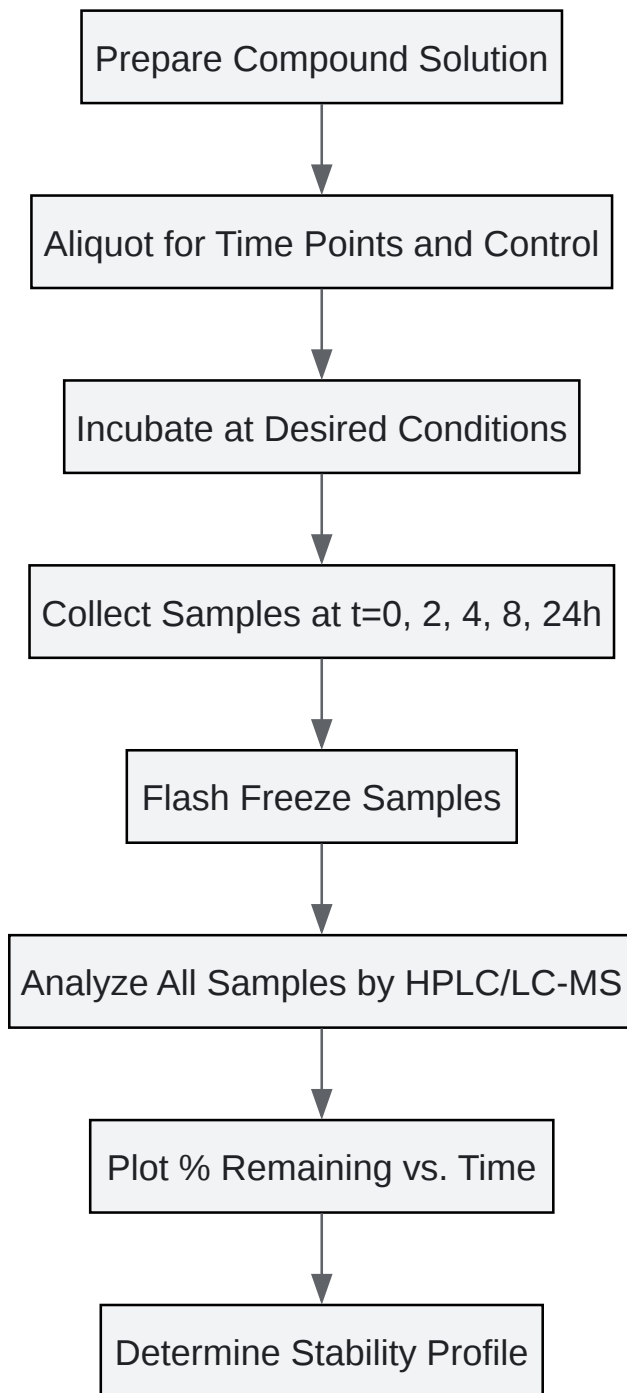 Prepare Compound Solution
Aliquot for Time Points and Control
Incubate at Desired Conditions
Collect Samples at t=0, 2, 4, 8, 24h
Flash Freeze Samples
Analyze All Samples by HPLC/LC-MS
Plot % Remaining vs. Time
Determine Stability Profile